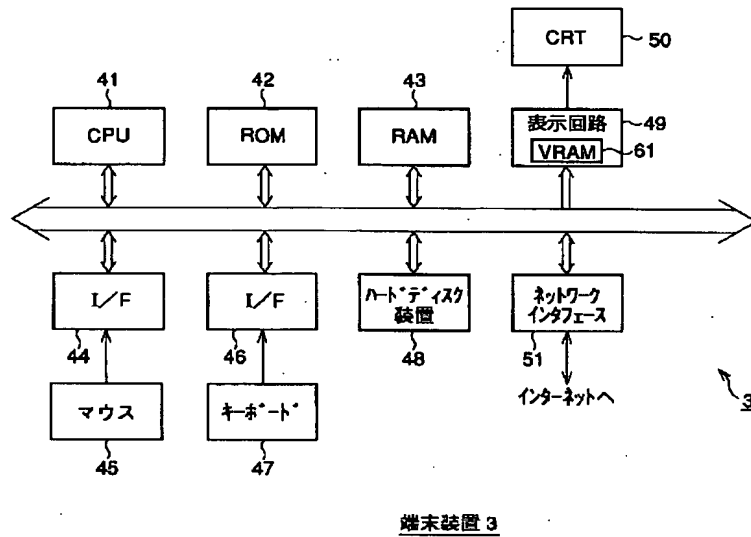 CRT
50
41
42
43
CPU
ROM
RAM
表示回路
49
VRAM
61
I/F
I/F
ハードディスク
装置
ネットワーク
インタフェース
44
46
48
51
マウス
キーボード
インターネットへ
3
45
47
端末装置3